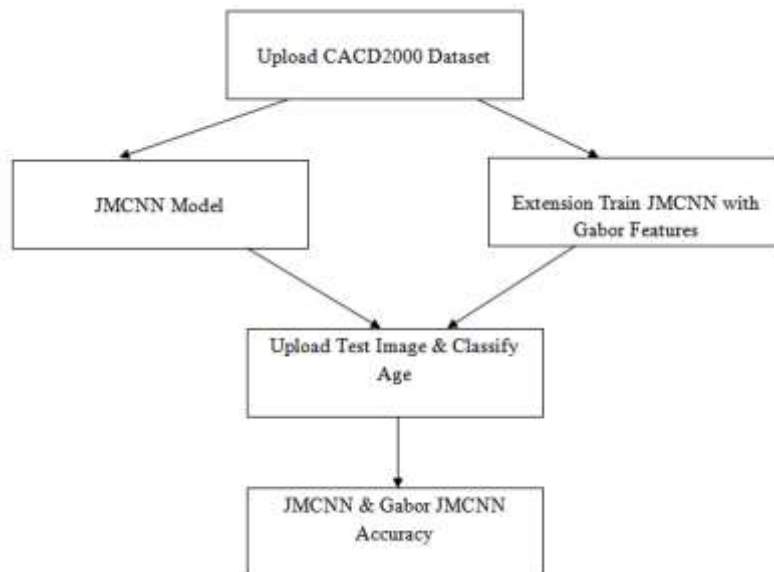 Upload CACD2000 Dataset
JMCNN Model
Extension Train JMCNN with
Gabor Features
Upload Test Image & Classify
Age
JMCNN & Gabor JMCNN
Accuracy